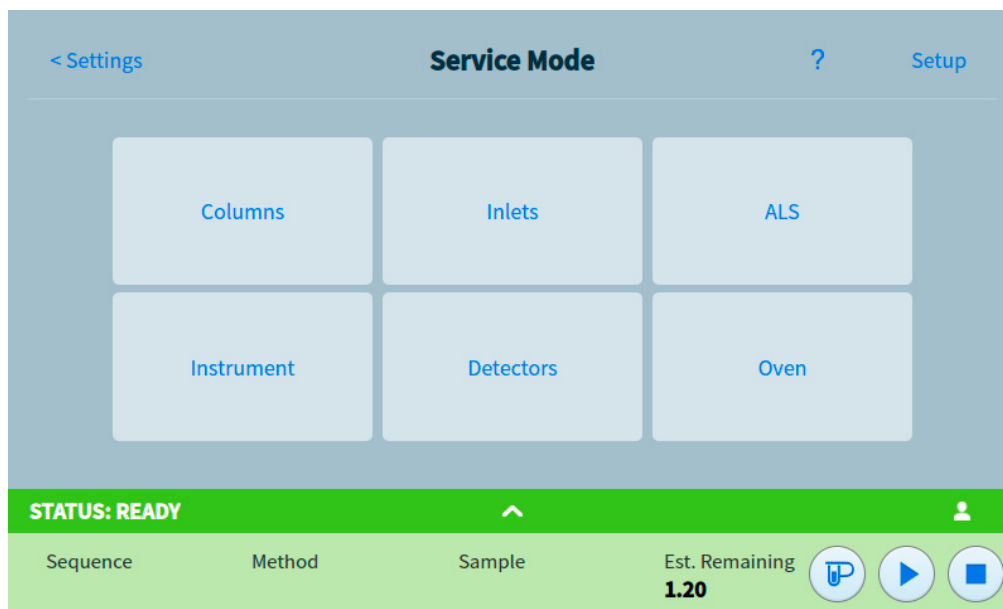 < Settings Service Mode ? Setup
Columns Inlets ALS
Instrument Detectors Oven
STATUS: READY
Sequence Method Sample Est. Remaining
1.20